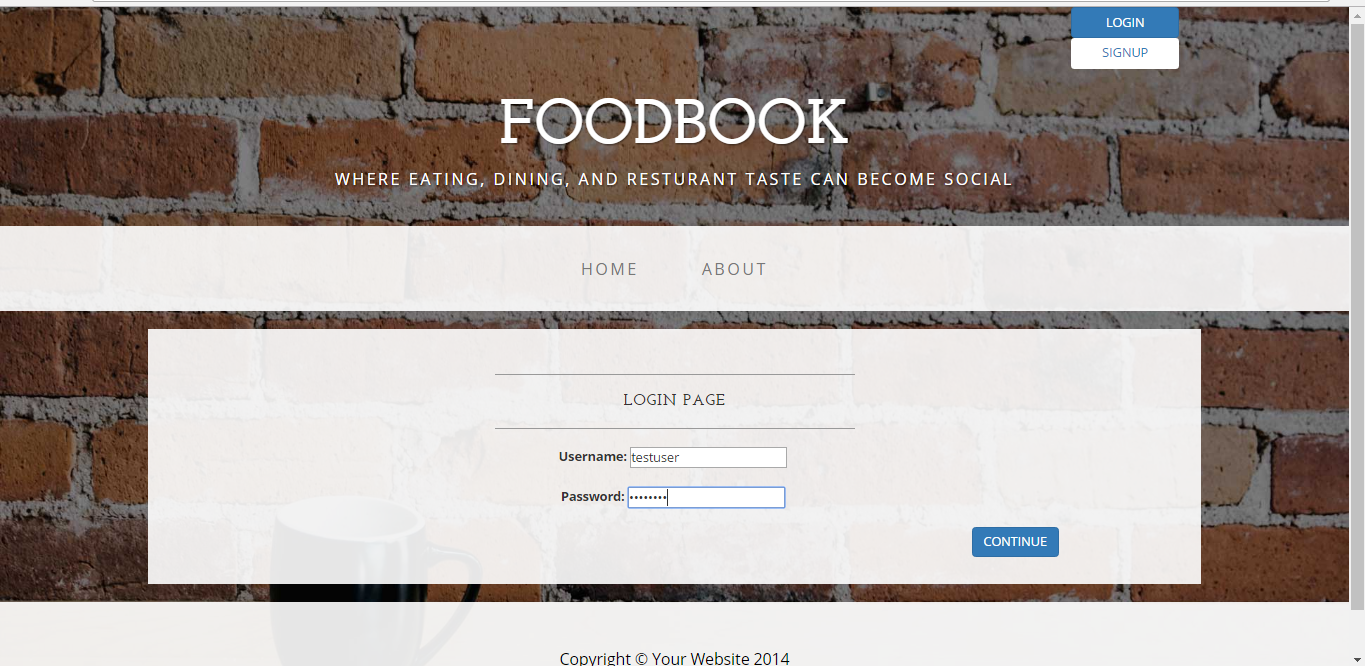 LOGIN
SIGNUP
FOODBOOK
WHERE EATING, DINING, AND RESTURANT TASTE CAN BECOME SOCIAL
HOME ABOUT
LOGIN PAGE
Username: testuser
Password: ••••••••
CONTINUE
Copyright © Your Website 2014